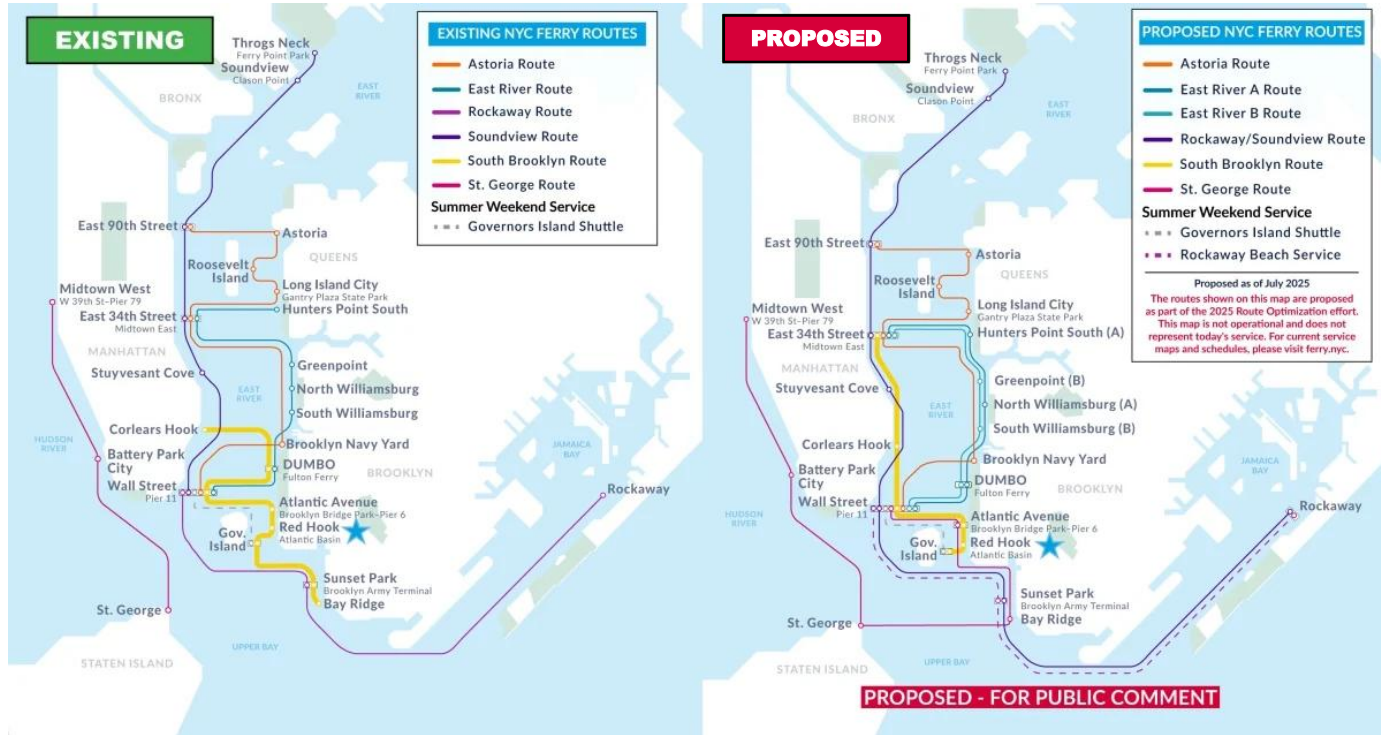 EXISTING
EXISTING NYC FERRY ROUTES
Astoria Route
East River Route
Rockaway Route
Soundview Route
South Brooklyn Route
St. George Route
Summer Weekend Service
Governors Island Shuttle
Throgs Neck
Ferry Point Park
Soundview
Clason Point
EAST
RIVER
BRONX
East 90th Street
Astoria
QUEENS
Roosevelt
Island
Long Island City
Gantry Plaza State Park
Hunters Point South
Midtown West
W 39th St-Pier 79
East 34th Street
Midtown East
MANHATTAN
Stuyvesant Cove
Greenpoint
EAST
RIVER
North Williamsburg
South Williamsburg
Corlears Hook
HUDSON
RIVER
Brooklyn Navy Yard
JAMAICA
BAY
Battery Park
City
DUMBO
Fulton Ferry
BROOKLYN
Wall Street
Pier 11
Rockaway
Atlantic Avenue
Brooklyn Bridge Park-Pier 6
Red Hook
Atlantic Basin
Gov.
Island
Sunset Park
Brooklyn Army Terminal
Bay Ridge
St. George
UPPER BAY
STATEN ISLAND
PROPOSED
PROPOSED NYC FERRY ROUTES
Astoria Route
East River A Route
East River B Route
Rockaway/Soundview Route
South Brooklyn Route
St. George Route
Summer Weekend Service
Governors Island Shuttle
Rockaway Beach Service
Proposed as of July 2025
The routes shown on this map are proposed
as part of the 2025 Route Optimization effort.
This map is not operational and does not
represent today's service. For current service
maps and schedules, please visit ferry.nyc.
Throgs Neck
Ferry Point Park
Soundview
Clason Point
EAST
RIVER
BRONX
East 90th Street
Astoria
QUEENS
Roosevelt
Island
Long Island City
Gantry Plaza State Park
Midtown West
W 39th St-Pier 79
East 34th Street
Midtown East
Hunters Point South (A)
MANHATTAN
Stuyvesant Cove
Greenpoint (B)
EAST
RIVER
North Williamsburg (A)
South Williamsburg (B)
Corlears Hook
Brooklyn Navy Yard
JAMAICA
BAY
Battery Park
City
DUMBO
Fulton Ferry
BROOKLYN
HUDSON
RIVER
Wall Street
Pier 11
Rockaway
Atlantic Avenue
Brooklyn Bridge Park-Pier 6
Red Hook
Atlantic Basin
Gov.
Island
Sunset Park
Brooklyn Army Terminal
Bay Ridge
St. George
UPPER BAY
STATEN ISLAND
PROPOSED - FOR PUBLIC COMMENT